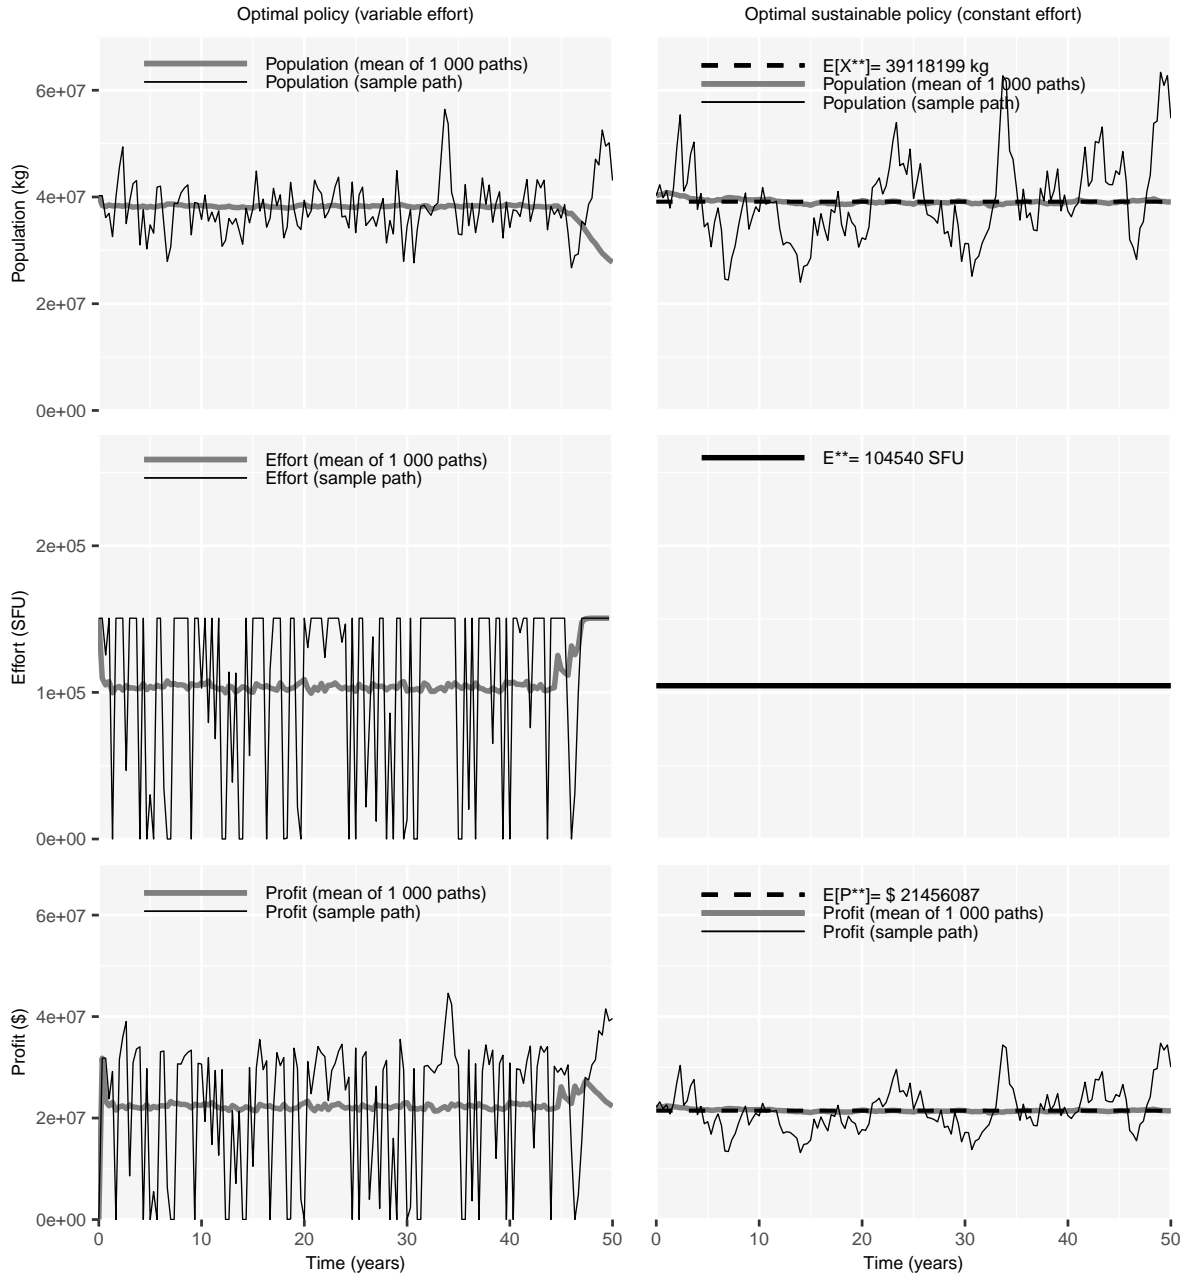 Optimal policy (variable effort)
Optimal sustainable policy (constant effort)
Population (kg)
6e+07
4e+07
2e+07
0e+00
Population (mean of 1 000 paths)
Population (sample path)
E[X**]= 39118199 kg
Population (mean of 1 000 paths)
Population (sample path)
Effort (SFU)
2e+05
1e+05
0e+00
Effort (mean of 1 000 paths)
Effort (sample path)
E**= 104540 SFU
Profit ($)
6e+07
4e+07
2e+07
0e+00
Profit (mean of 1 000 paths)
Profit (sample path)
E[P**]= $ 21456087
Profit (mean of 1 000 paths)
Profit (sample path)
0 10 20 30 40 50
Time (years)
0 10 20 30 40 50
Time (years)